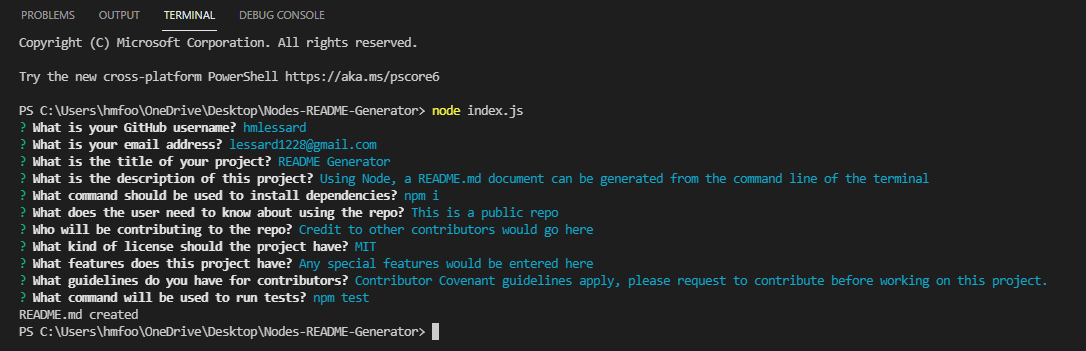 PROBLEMS OUTPUT TERMINAL DEBUG CONSOLE
Copyright (C) Microsoft Corporation. All rights reserved.
Try the new cross-platform PowerShell https://aka.ms/pscore6
PS C:\Users\hmfoo\OneDrive\Desktop\Nodes-README-Generator> node index.js
? What is your GitHub username? hmlessard
? What is your email address? lessard1228@gmail.com
? What is the title of your project? README Generator
? What is the description of this project? Using Node, a README.md document can be generated from the command line of the terminal
? What command should be used to install dependencies? npm i
? What does the user need to know about using the repo? This is a public repo
? Who will be contributing to the repo? Credit to other contributors would go here
? What kind of license should the project have? MIT
? What features does this project have? Any special features would be entered here
? What guidelines do you have for contributors? Contributor Covenant guidelines apply, please request to contribute before working on this project.
? What command will be used to run tests? npm test
README.md created
PS C:\Users\hmfoo\OneDrive\Desktop\Nodes-README-Generator>